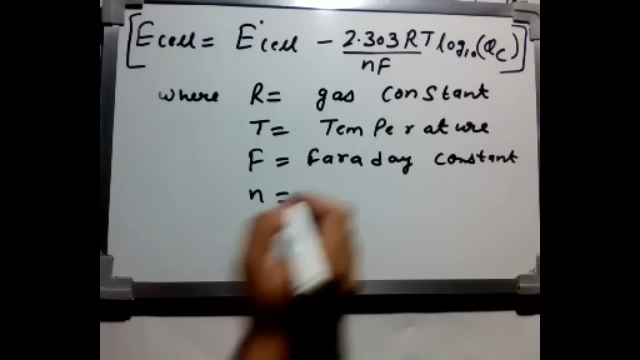 [Ecell = E°cell - 2.303RT/nF log10(Qc)]
where R = gas constant
T = Temperature
F = faraday constant
n =